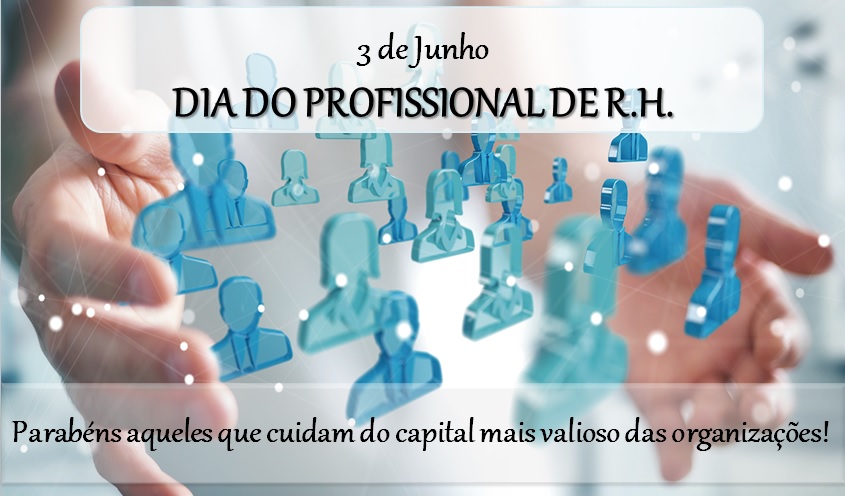 3 de Junho
DIA DO PROFISSIONAL DE R.H.
Parabéns aqueles que cuidam do capital mais valioso das organizações!